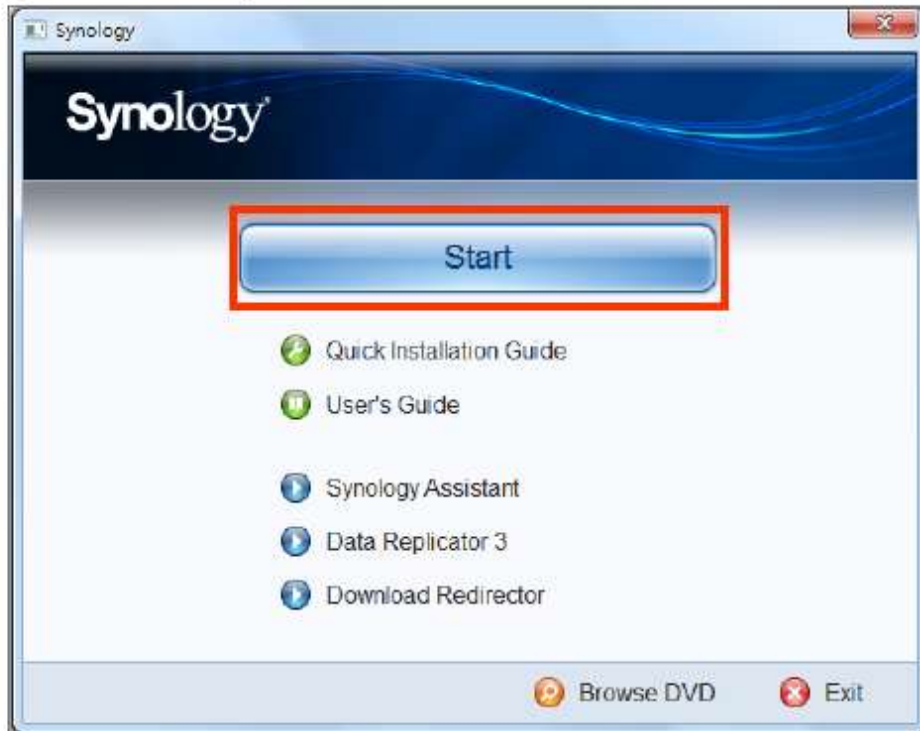 Synology
Synology
Start
Quick Installation Guide
User's Guide
Synology Assistant
Data Replicator 3
Download Redirector
Browse DVD
Exit